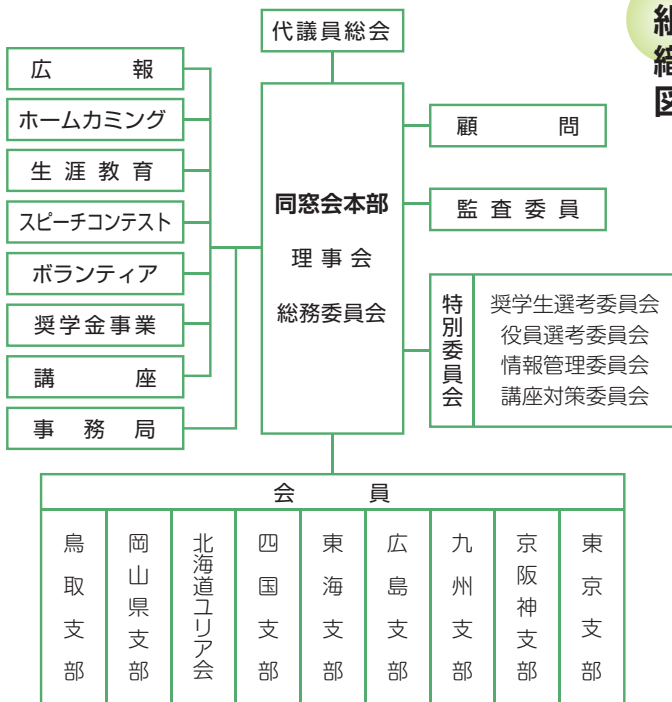 組織図
代議員総会
広報
ホームカミング
生涯教育
スピーチコンテスト
ボランティア
奨学金事業
講座
事務局
同窓会本部
理事会
総務委員会
顧問
監査委員
特別委員会
奨学生選考委員会
役員選考委員会
情報管理委員会
講座対策委員会
会員
鳥取支部
岡山県支部
北海道ユリア会
四国支部
東海支部
広島支部
九州支部
京阪神支部
東京支部